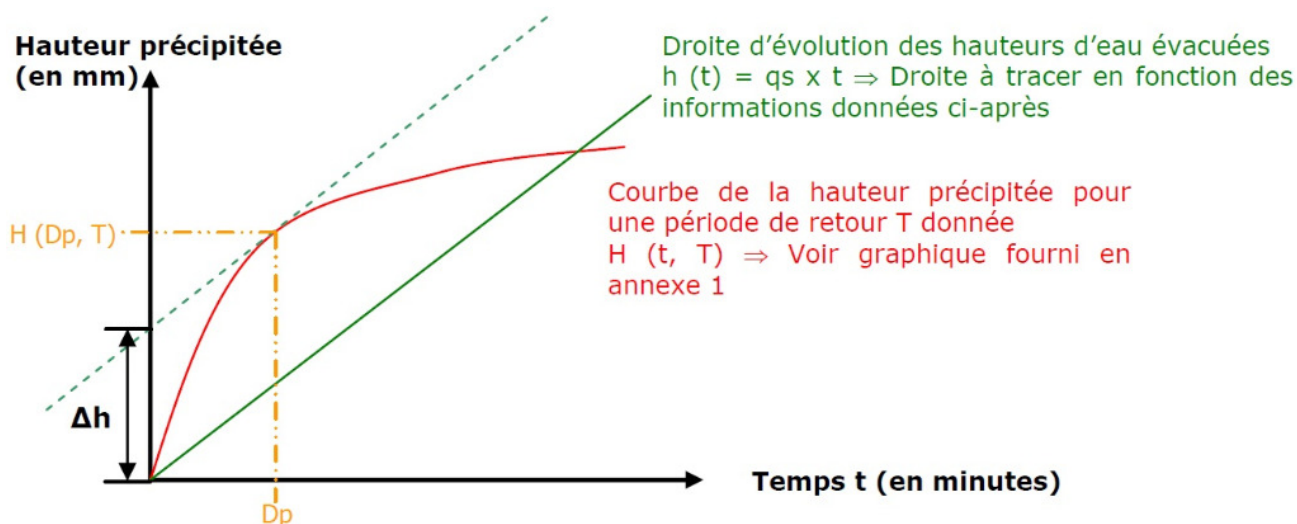 Hauteur précipitée
(en mm)
Droite d'évolution des hauteurs d'eau évacuées
h (t) = qs x t ⇒ Droite à tracer en fonction des
informations données ci-après
Courbe de la hauteur précipitée pour
une période de retour T donnée
H (t, T) ⇒ Voir graphique fourni en
annexe 1
H (Dp, T)
Δh
Temps t (en minutes)
Dp